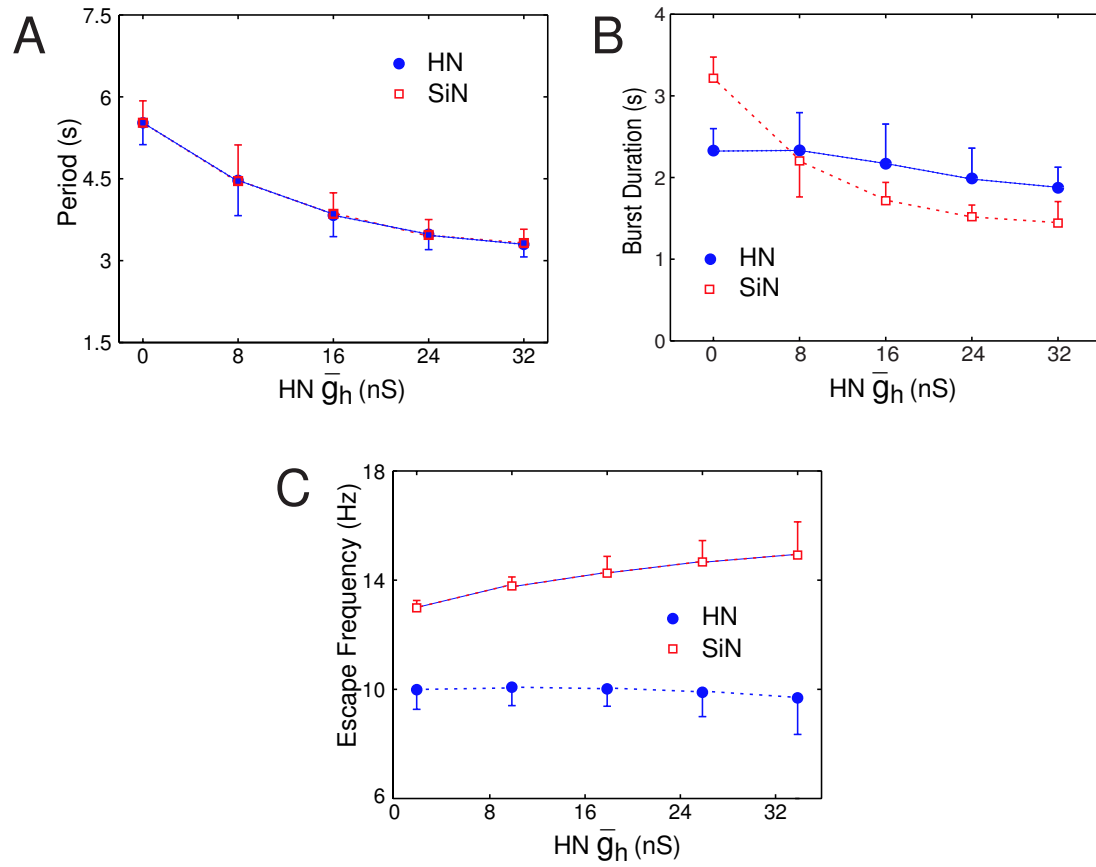 A
7.5
6
4.5
3
1.5
Period (s)
HN
SiN
0 8 16 24 32
HN g̅h (nS)
B
4
3
2
1
0
Burst Duration (s)
HN
SiN
0 8 16 24 32
HN g̅h (nS)
C
18
14
10
6
Escape Frequency (Hz)
HN
SiN
0 8 16 24 32
HN g̅h (nS)